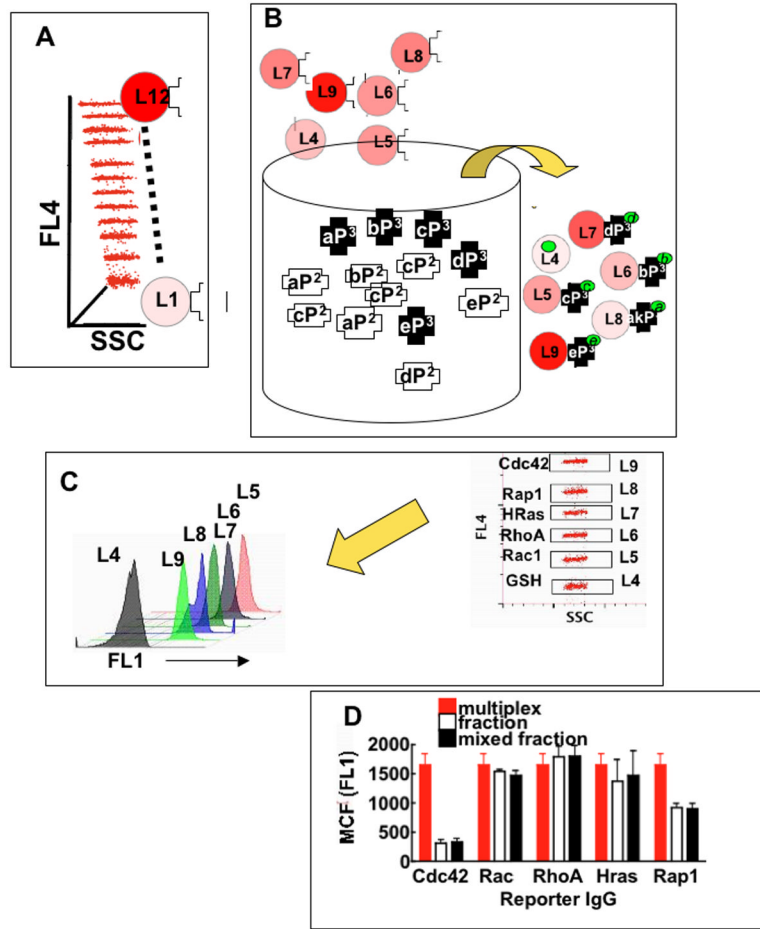 A
L12
FL4
L1
SSC
B
L8
L7
L9
L6
L4
L5
aP3
bP3
cP3
dP3
aP2
bP2
cP2
cP2
eP2
cP2
aP2
eP3
dP2
L7 dP3 d
L4
L6 bP3 b
L5 cP3 c
L8 akP3 a
L9 eP3 e
C
L5
L6
L8 L7
L4
L9
FL1
FL4
Cdc42 L9
Rap1 L8
HRas L7
RhoA L6
Rac1 L5
GSH L4
SSC
D
multiplex
fraction
mixed fraction
MCF (FL1)
2000
1500
1000
500
0
Cdc42 Rac RhoA Hras Rap1
Reporter IgG